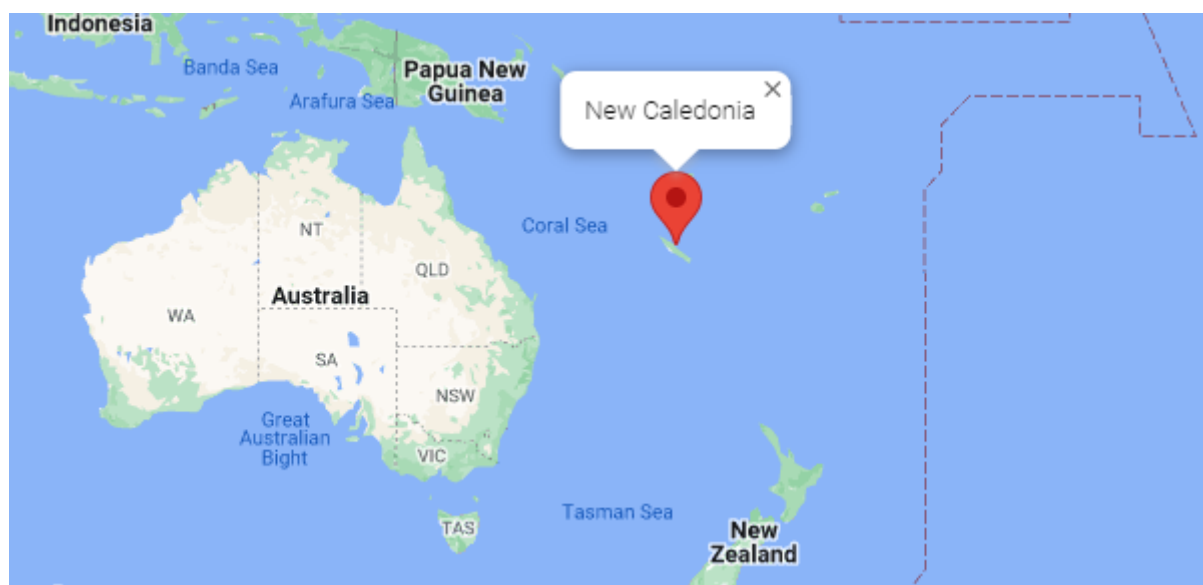 Indonesia
Banda Sea
Papua New
Guinea
Arafura Sea
New Caledonia
NT
Coral Sea
QLD
Australia
WA
SA
NSW
Great
Australian
Bight
VIC
TAS
Tasman Sea
New
Zealand